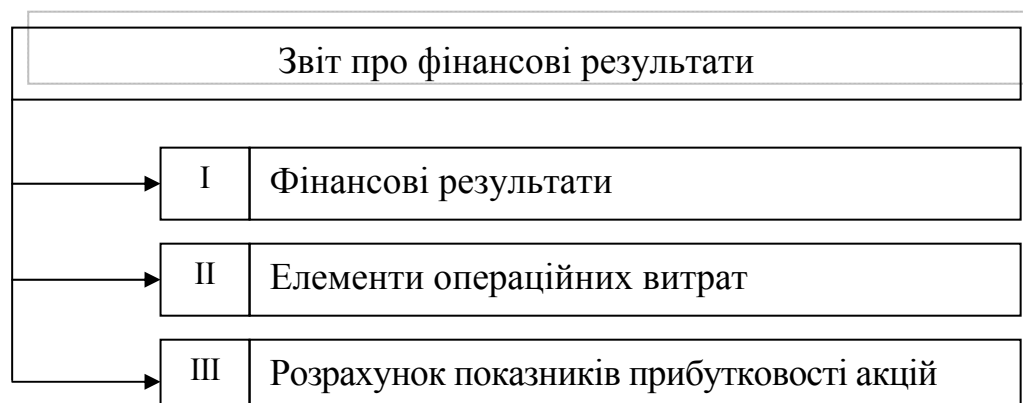 Звіт про фінансові результати
I Фінансові результати
II Елементи операційних витрат
III Розрахунок показників прибутковості акцій